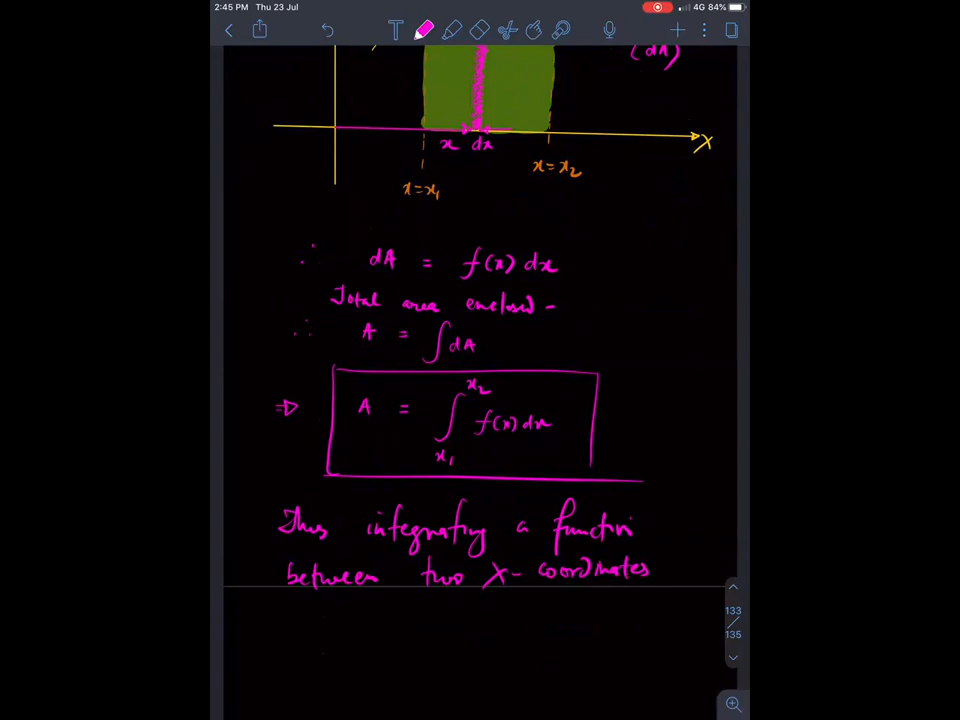 2:45 PM Thu 23 Jul
4G 84%
T
(dA)
x dx
X
x=x2
x=x1
∴ dA = f(x) dx
Total area enclosed -
∴ A = ∫dA
⇒ A = ∫ x1 x2 f(x) dx
Thus integrating a function
between two X- coordinates
133
135